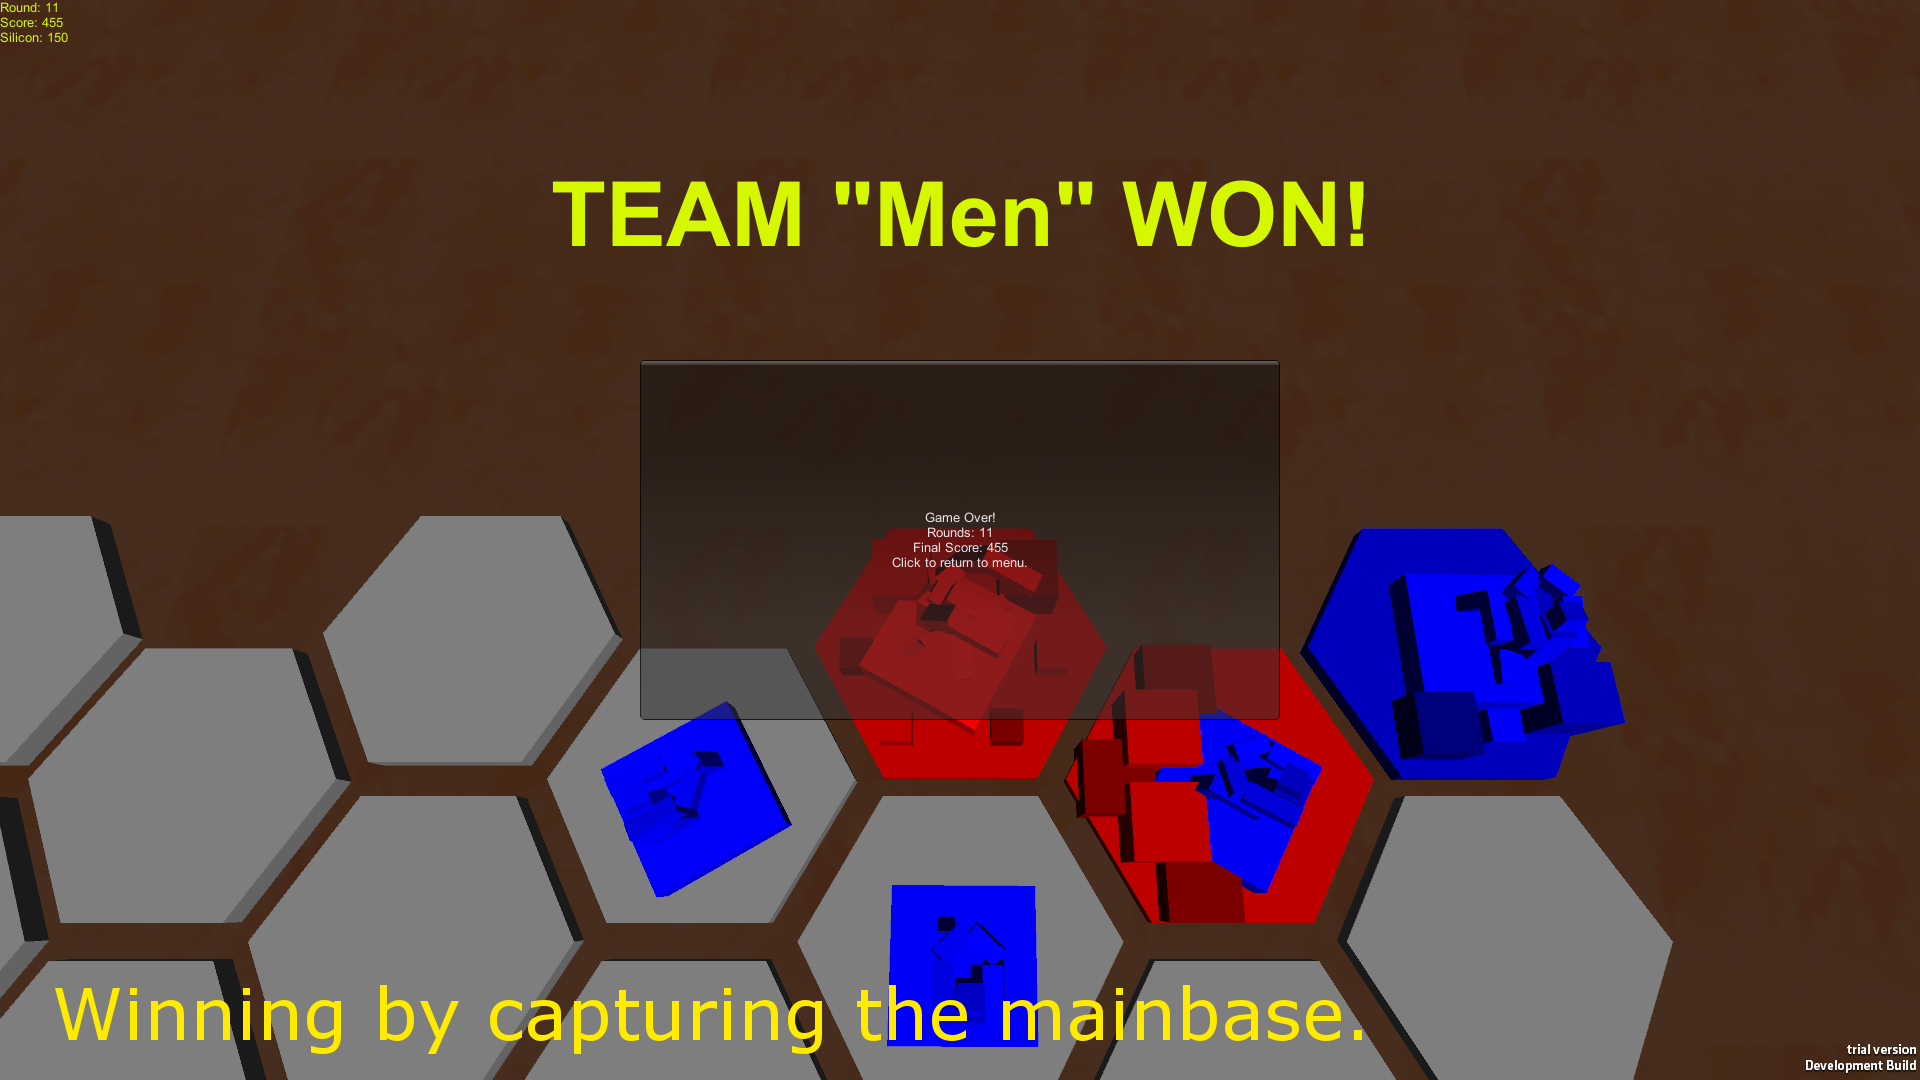 Round: 11
Score: 455
Silicon: 150
TEAM "Men" WON!
Game Over!
Rounds: 11
Final Score: 455
Click to return to menu.
Winning by capturing the mainbase.
trial version
Development Build